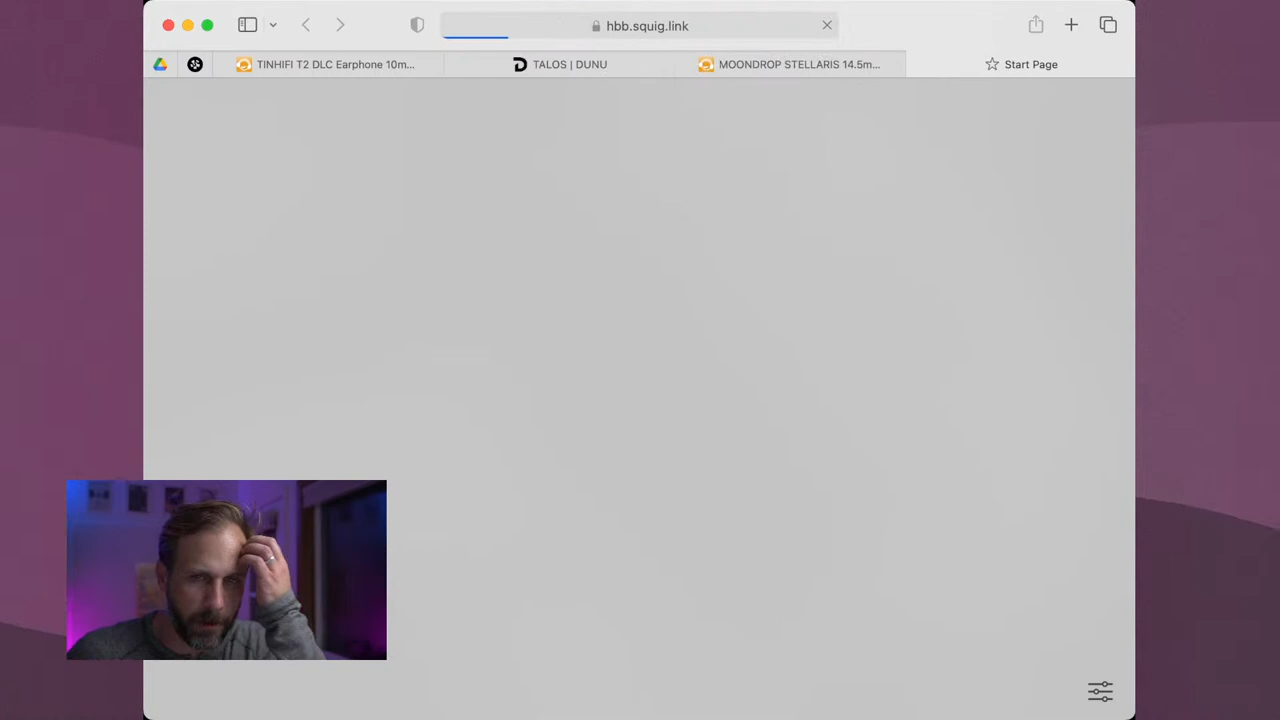 hbb.squig.link
TINHIFI T2 DLC Earphone 10m...
TALOS | DUNU
MOONDROP STELLARIS 14.5m...
Start Page